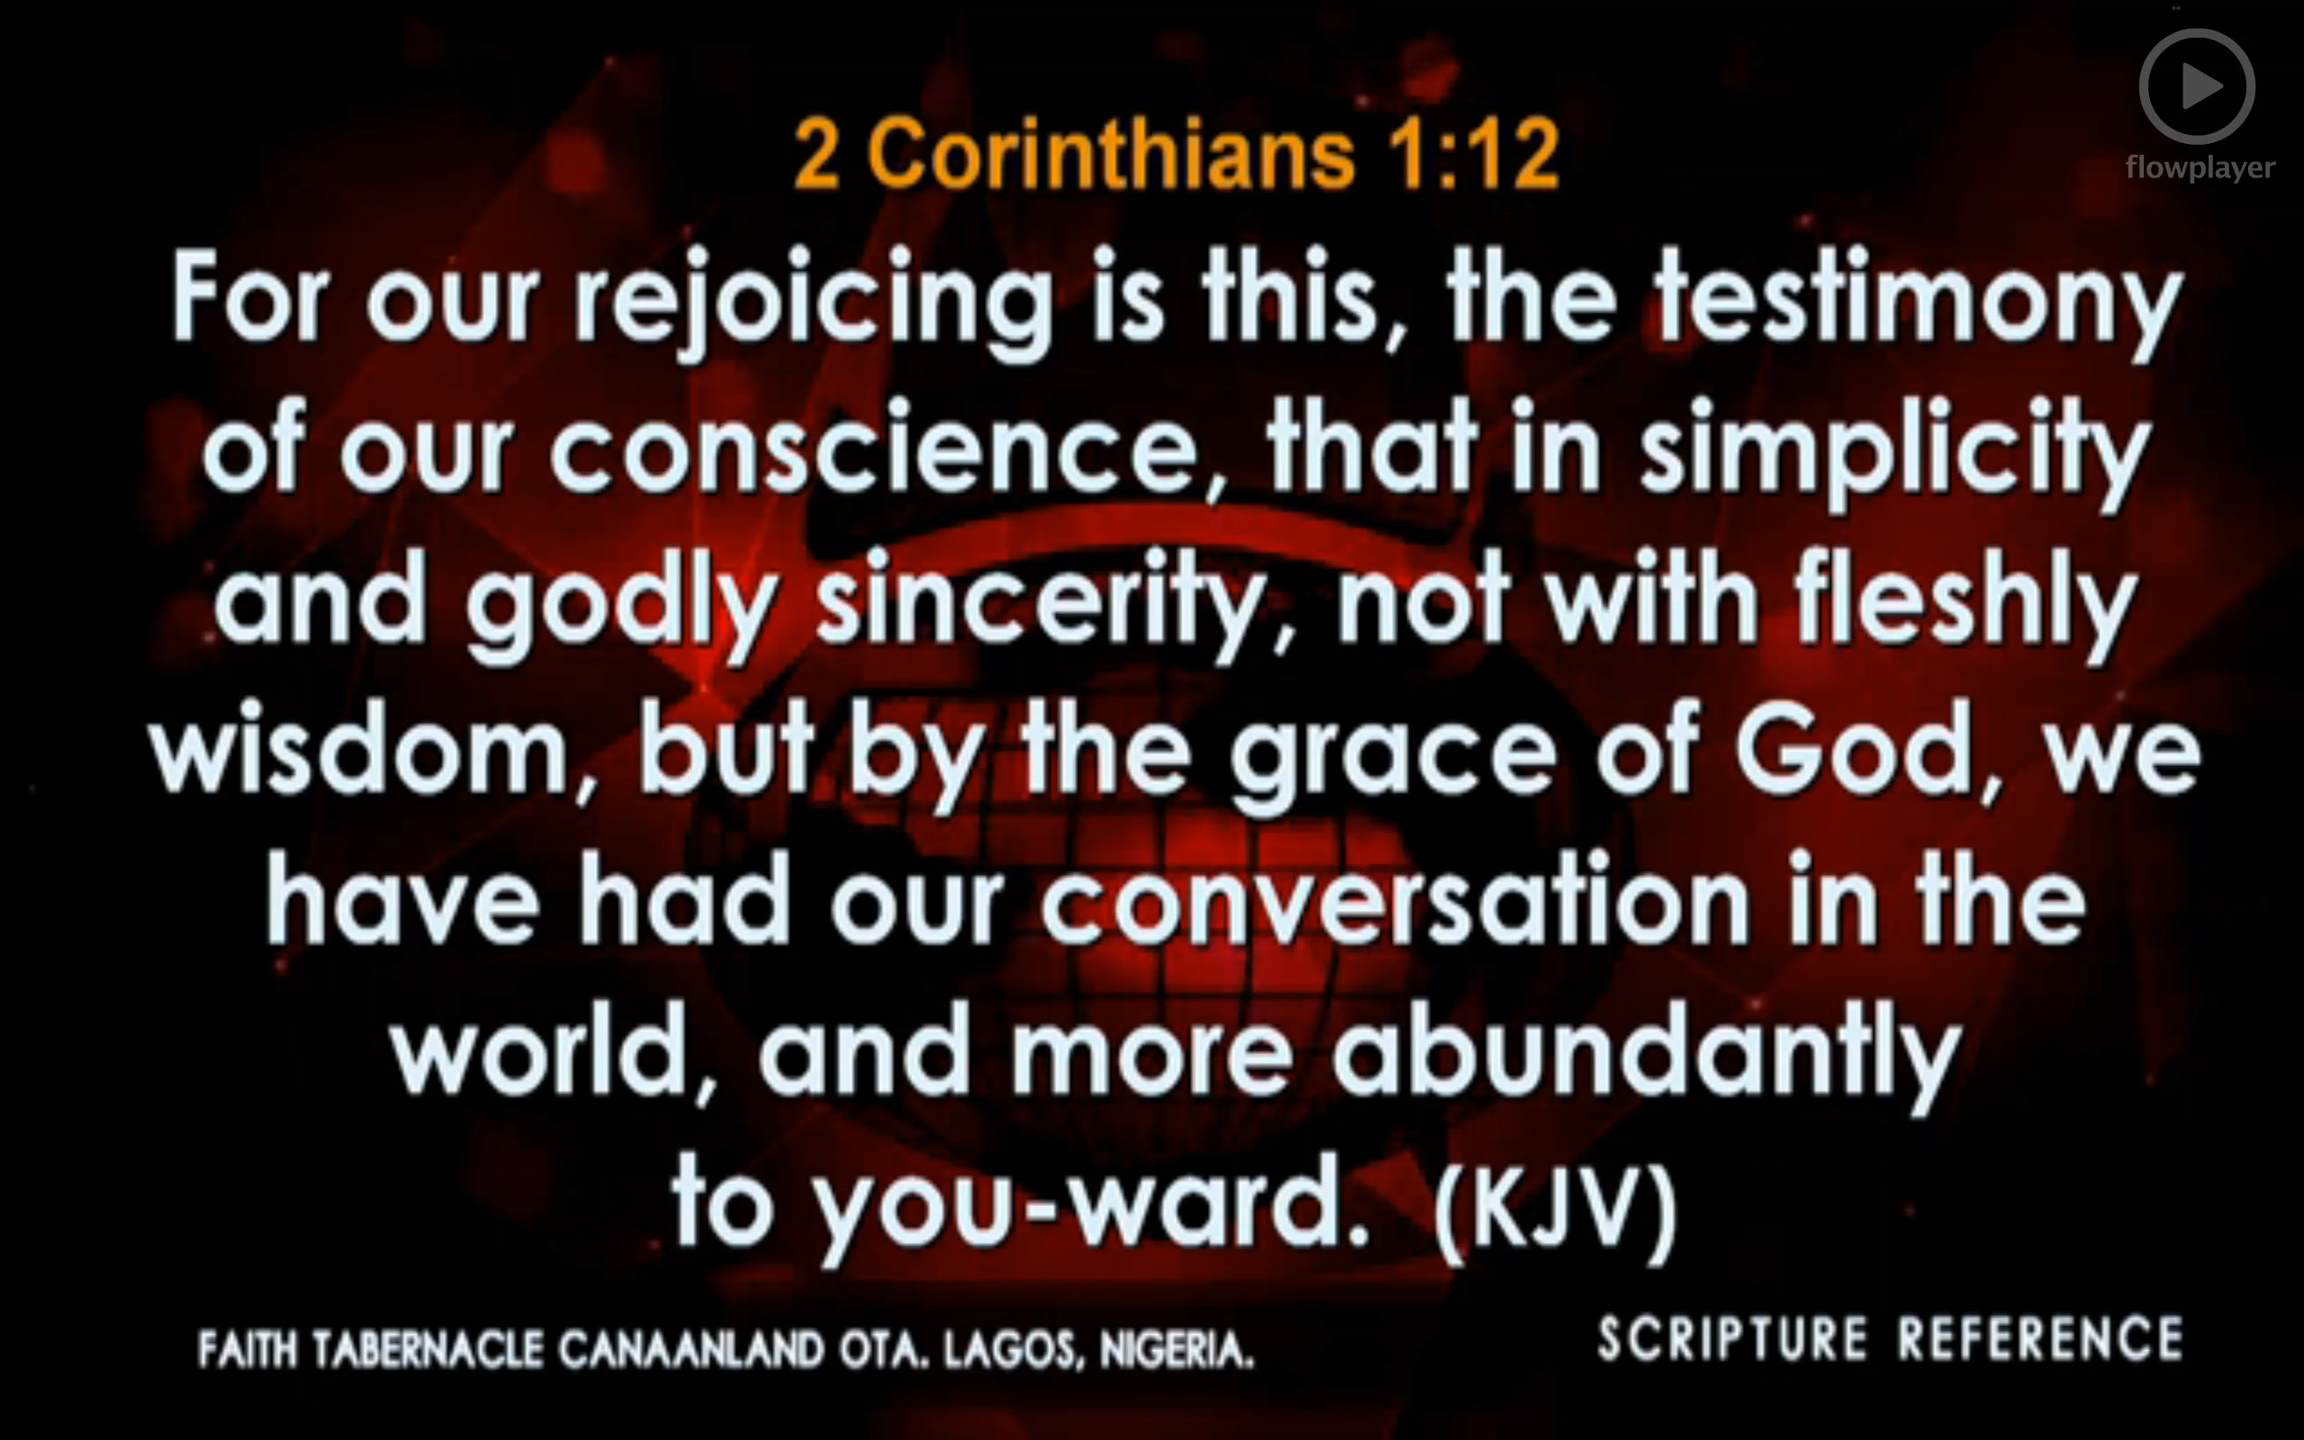 flowplayer
2 Corinthians 1:12
For our rejoicing is this, the testimony
of our conscience, that in simplicity
and godly sincerity, not with fleshly
wisdom, but by the grace of God, we
have had our conversation in the
world, and more abundantly
to you-ward. (KJV)
FAITH TABERNACLE CANAANLAND OTA. LAGOS, NIGERIA.
SCRIPTURE REFERENCE